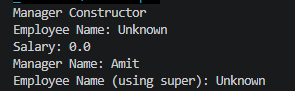 Manager Constructor
Employee Name: Unknown
Salary: 0.0
Manager Name: Amit
Employee Name (using super): Unknown